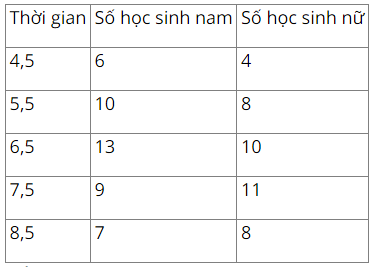 Thời gian Số học sinh nam Số học sinh nữ
4,5 6 4
5,5 10 8
6,5 13 10
7,5 9 11
8,5 7 8